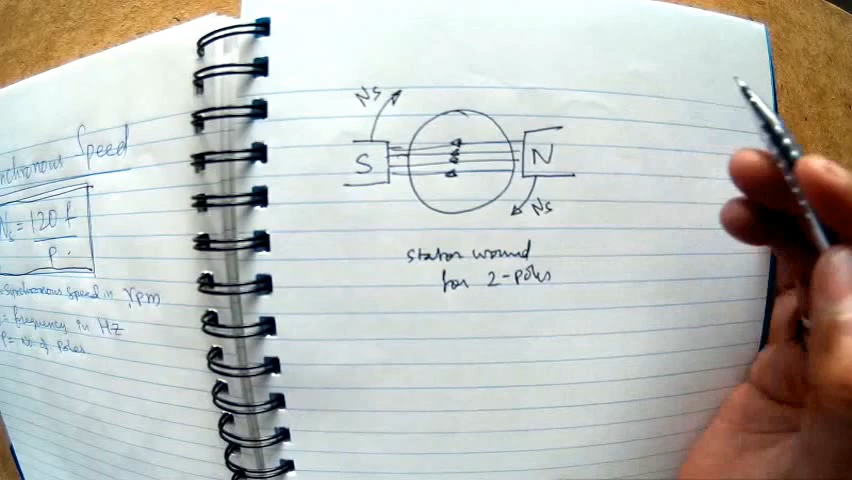 Synchronous Speed
Ns = 120 f
P.
synchronous speed in rpm
= frequency in Hz
P = No of poles
Ns
S
N
Ns
stator wound
for 2-poles